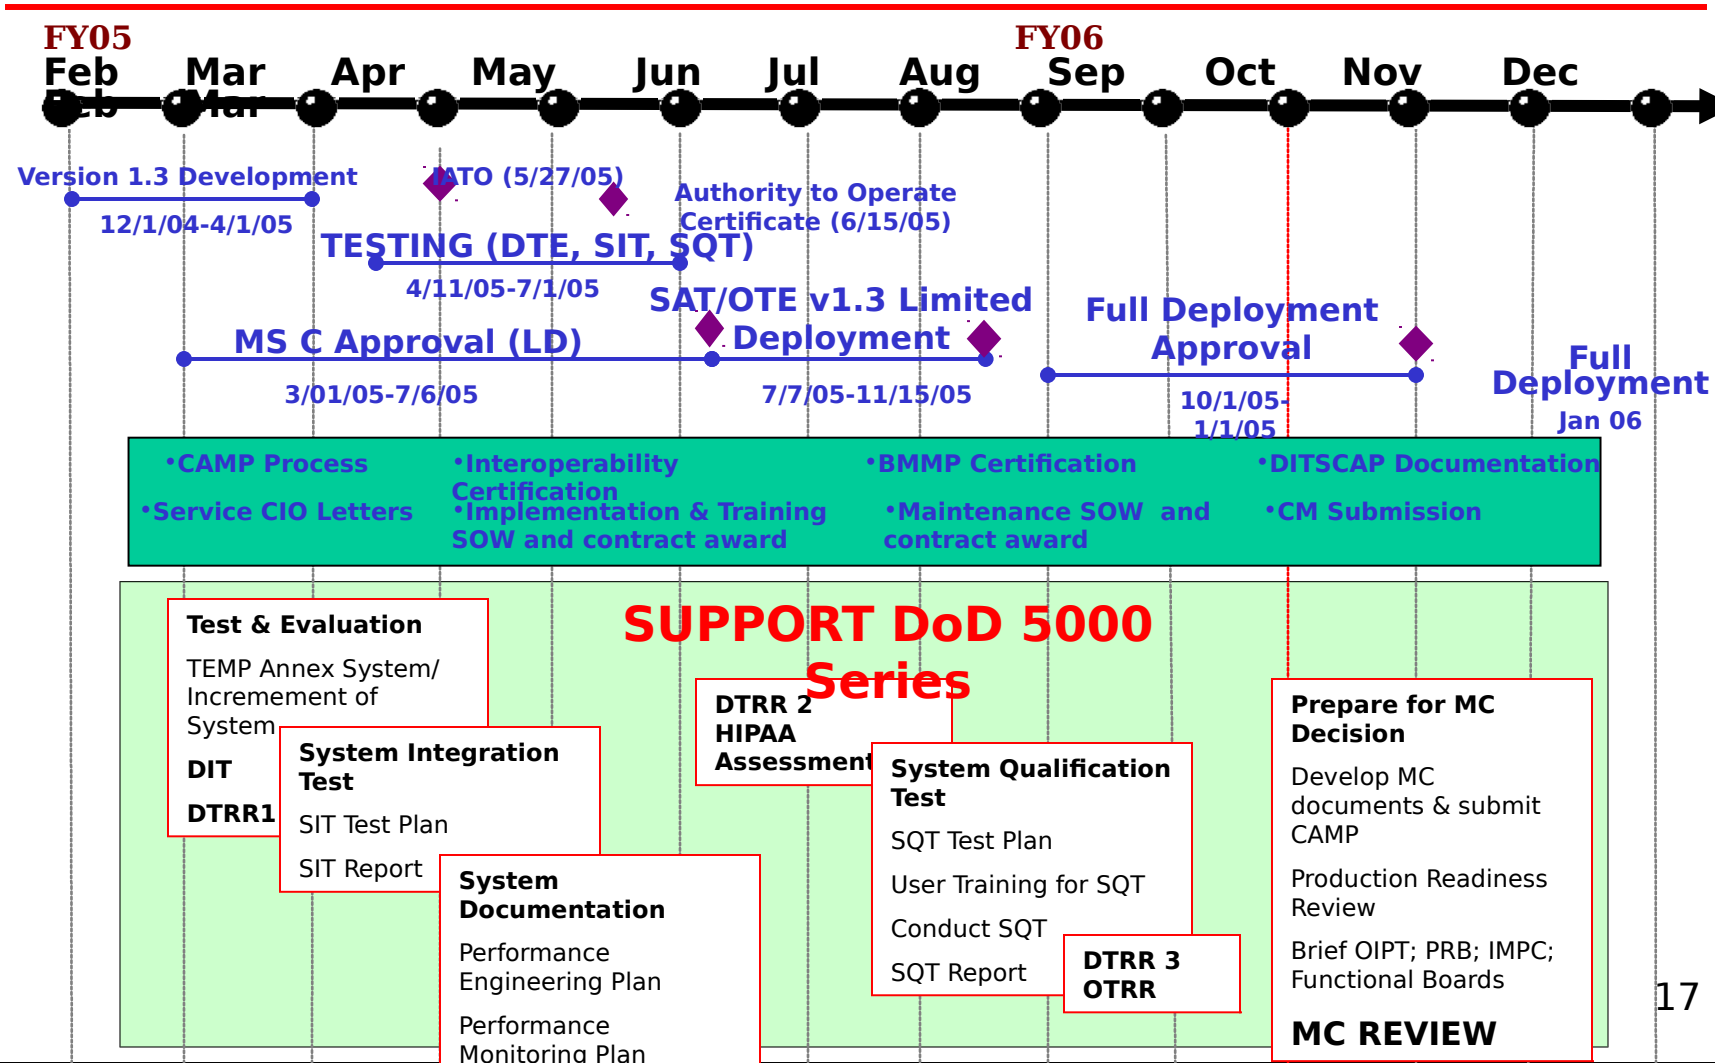 FY05
FY06
Feb Mar Apr May Jun Jul Aug Sep Oct Nov Dec
Feb Mar
Version 1.3 Development
12/1/04-4/1/05
IATO (5/27/05)
Authority to Operate
Certificate (6/15/05)
TESTING (DTE, SIT, SQT)
4/11/05-7/1/05
SAT/OTE v1.3 Limited
Deployment
MS C Approval (LD)
3/01/05-7/6/05
7/7/05-11/15/05
Full Deployment
Approval
10/1/05-
1/1/05
Full
Deployment
Jan 06
•CAMP Process
•Interoperability
Certification
•BMMP Certification
•DITSCAP Documentation
•Service CIO Letters
•Implementation & Training
SOW and contract award
•Maintenance SOW and
contract award
•CM Submission
SUPPORT DoD 5000
Series
Test & Evaluation
TEMP Annex System/
Incremement of
System
DIT
DTRR1
System Integration
Test
SIT Test Plan
SIT Report
System
Documentation
Performance
Engineering Plan
Performance
Monitoring Plan
DTRR 2
HIPAA
Assessment
System Qualification
Test
SQT Test Plan
User Training for SQT
Conduct SQT
SQT Report
DTRR 3
OTRR
Prepare for MC
Decision
Develop MC
documents & submit
CAMP
Production Readiness
Review
Brief OIPT; PRB; IMPC;
Functional Boards
MC REVIEW
17